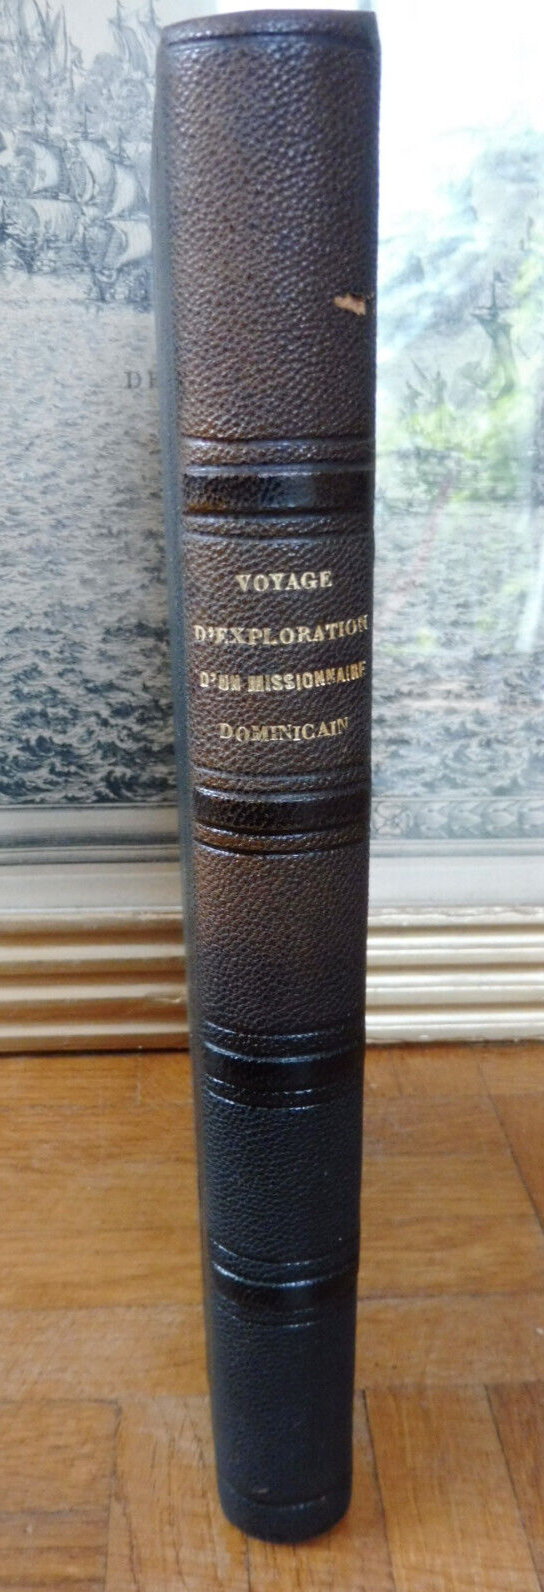 VOYAGE
D'EXPLORATION
D'UN MISSIONNAIRE
DOMINICAIN